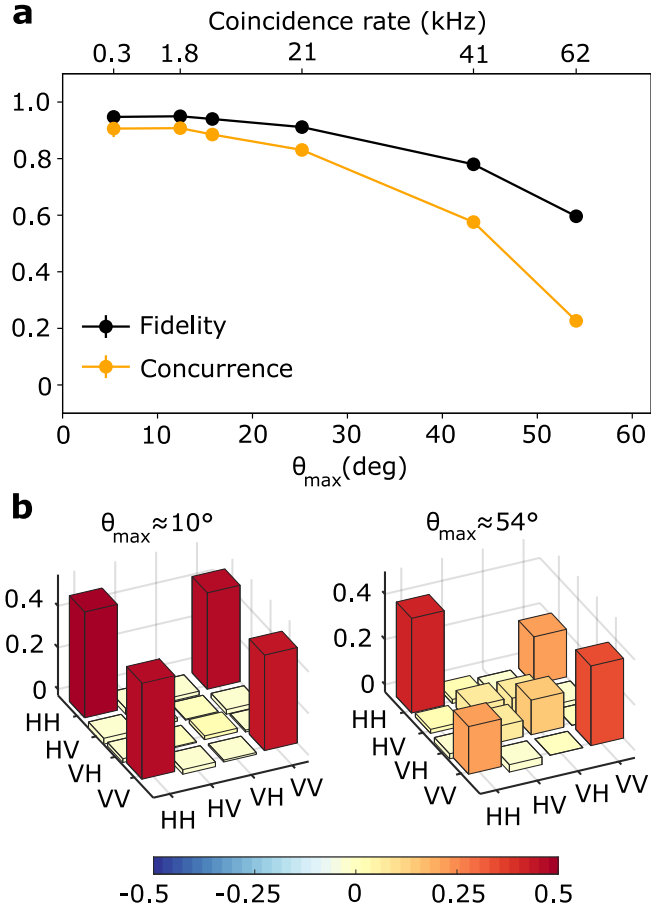 a
Coincidence rate (kHz)
0.3 1.8 21 41 62
1.0
0.8
0.6
0.4
0.2
0
Fidelity
Concurrence
0 10 20 30 40 50 60
θmax(deg)
b
θmax≈10° θmax≈54°
0.4
0.2
0
HH
HV
VH
VV
HH
HV
VH
VV
0.4
0.2
0
HH
HV
VH
VV
HH
HV
VH
VV
-0.5 -0.25 0 0.25 0.5